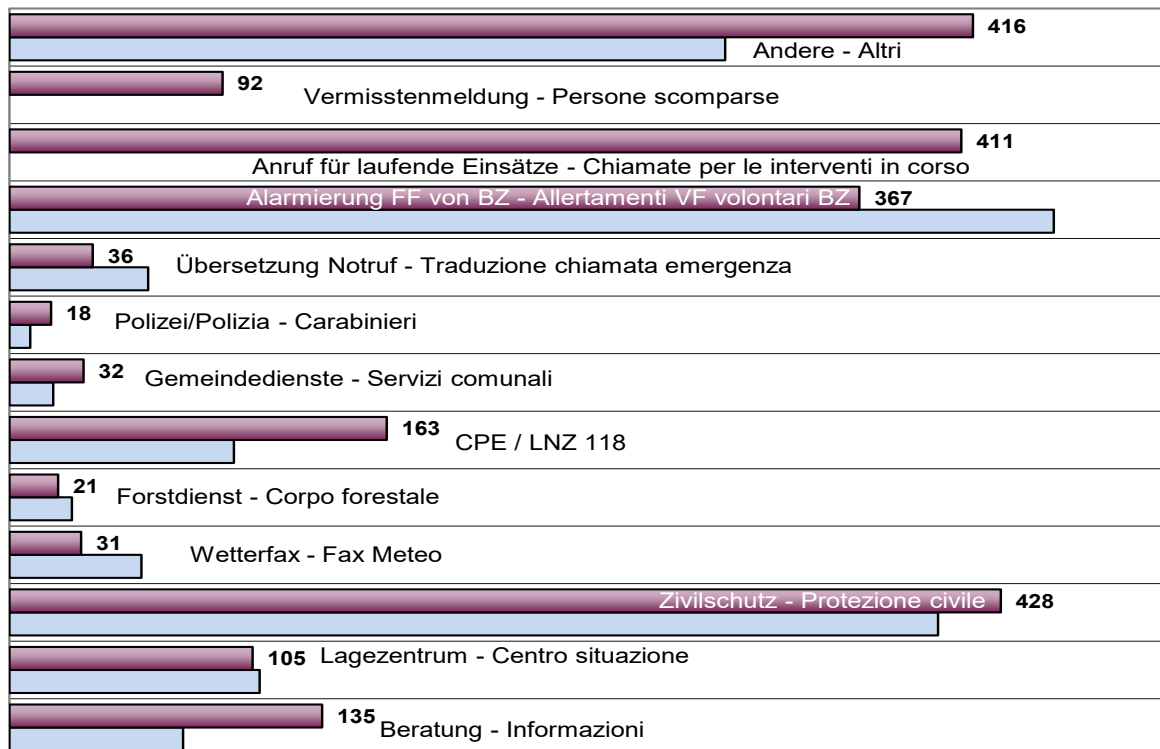 416
Andere - Altri
92
Vermisstenmeldung - Persone scomparse
411
Anruf für laufende Einsätze - Chiamate per le interventi in corso
Alarmierung FF von BZ - Allertamenti VF volontari BZ 367
36
Übersetzung Notruf - Traduzione chiamata emergenza
18
Polizei/Polizia - Carabinieri
32
Gemeindedienste - Servizi comunali
163
CPE / LNZ 118
21
Forstdienst - Corpo forestale
31
Wetterfax - Fax Meteo
Zivilschutz - Protezione civile 428
105 Lagezentrum - Centro situazione
135
Beratung - Informazioni